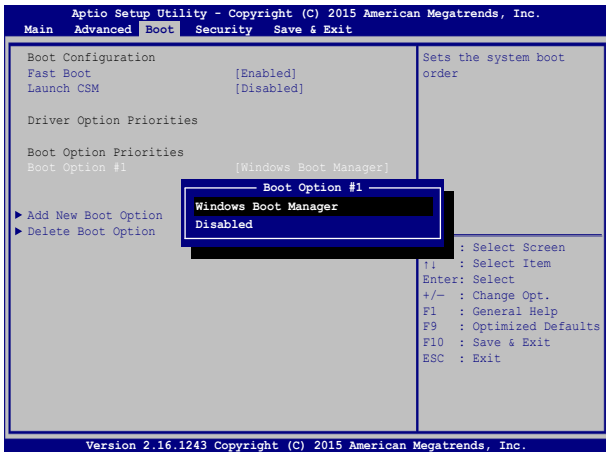 Aptio Setup Utility - Copyright (C) 2015 American Megatrends, Inc.
Main Advanced Boot Security Save & Exit
Boot Configuration
Fast Boot [Enabled]
Launch CSM [Disabled]
Driver Option Priorities
Boot Option Priorities
Boot Option #1 [Windows Boot Manager]
Add New Boot Option
Delete Boot Option
Boot Option #1
Windows Boot Manager
Disabled
Sets the system boot
order
: Select Screen
↑↓ : Select Item
Enter: Select
+/— : Change Opt.
F1 : General Help
F9 : Optimized Defaults
F10 : Save & Exit
ESC : Exit
Version 2.16.1243 Copyright (C) 2015 American Megatrends, Inc.